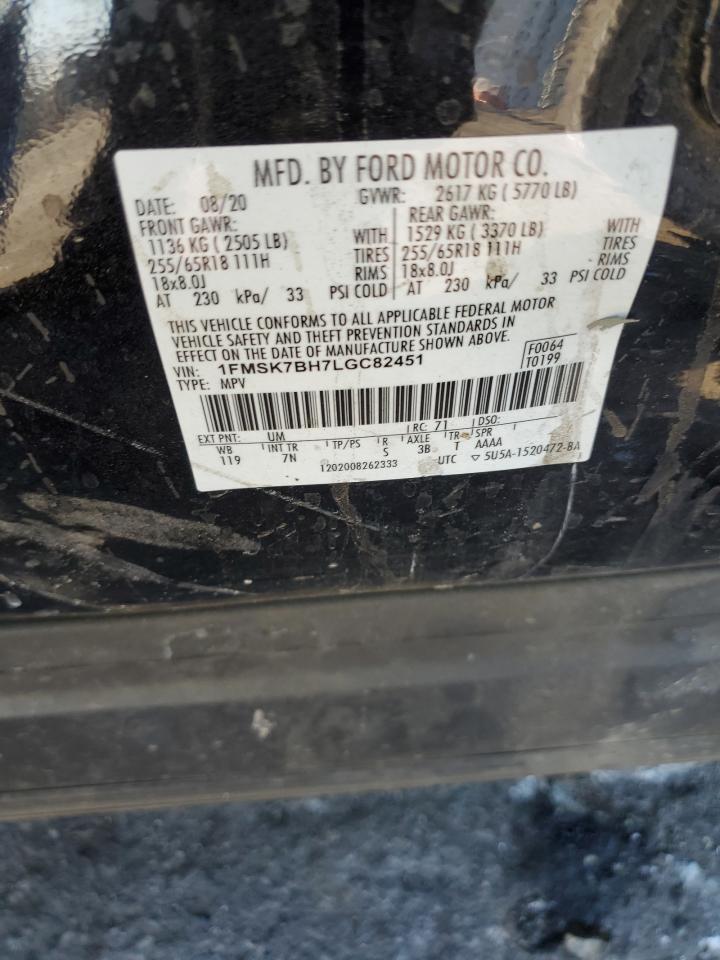 MFD. BY FORD MOTOR CO.
DATE: 08/20 GVWR: 2617 KG ( 5770 LB)
FRONT GAWR: REAR GAWR:
1136 KG ( 2505 LB) WITH 1529 KG ( 3370 LB) WITH
255/65R18 111H TIRES 255/65R18 111H TIRES
18x8.0J RIMS 18x8.0J RIMS
AT 230 kPa/ 33 PSI COLD AT 230 kPa/ 33 PSI COLD
THIS VEHICLE CONFORMS TO ALL APPLICABLE FEDERAL MOTOR
VEHICLE SAFETY AND THEFT PREVENTION STANDARDS IN
EFFECT ON THE DATE OF MANUFACTURE SHOWN ABOVE.
VIN: 1FMSK7BH7LGC82451 F0064
TYPE: MPV T0199
EXT PNT: UM RC: 71 DSO:
WB INT TR TP/PS R AXLE TR SPR
119 7N S 3B T AAAA
1202008262333 UTC ▽ 5U5A-1520472-BA